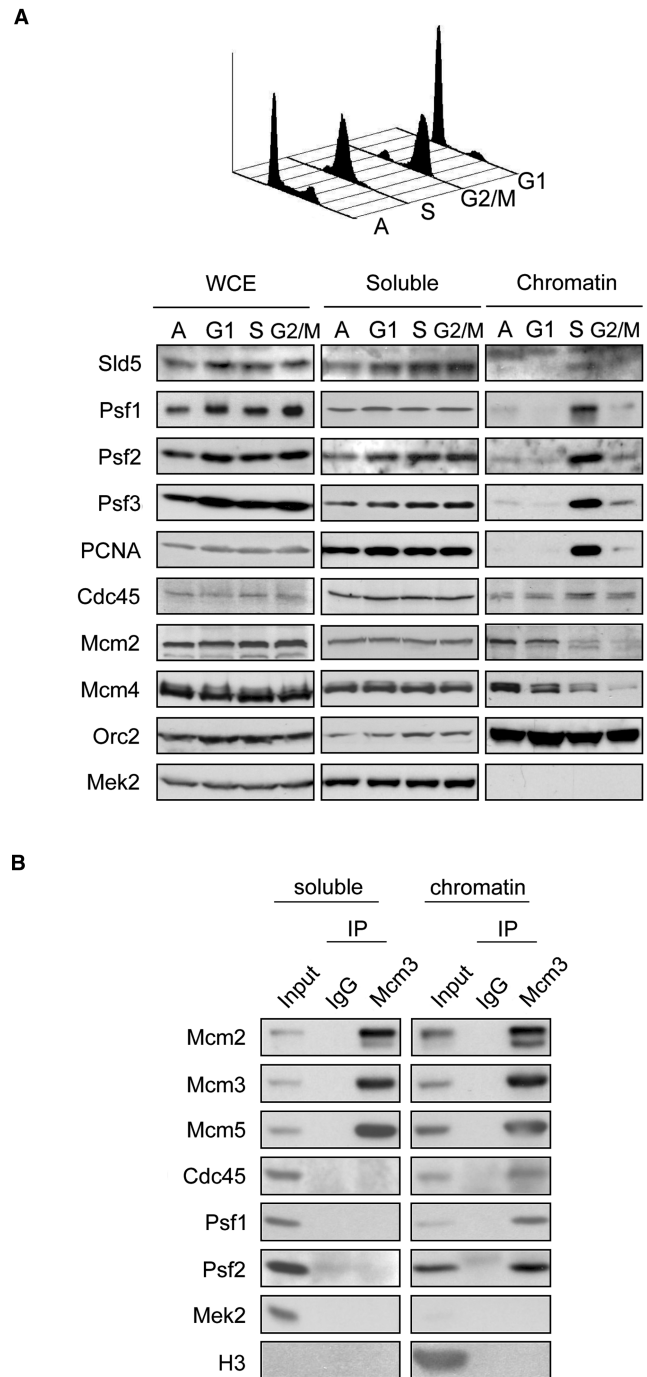 A
A S G2/M G1
WCE Soluble Chromatin
A G1 S G2/M A G1 S G2/M A G1 S G2/M
Sld5
Psf1
Psf2
Psf3
PCNA
Cdc45
Mcm2
Mcm4
Orc2
Mek2
B
soluble chromatin
IP IP
Input IgG Mcm3 Input IgG Mcm3
Mcm2
Mcm3
Mcm5
Cdc45
Psf1
Psf2
Mek2
H3